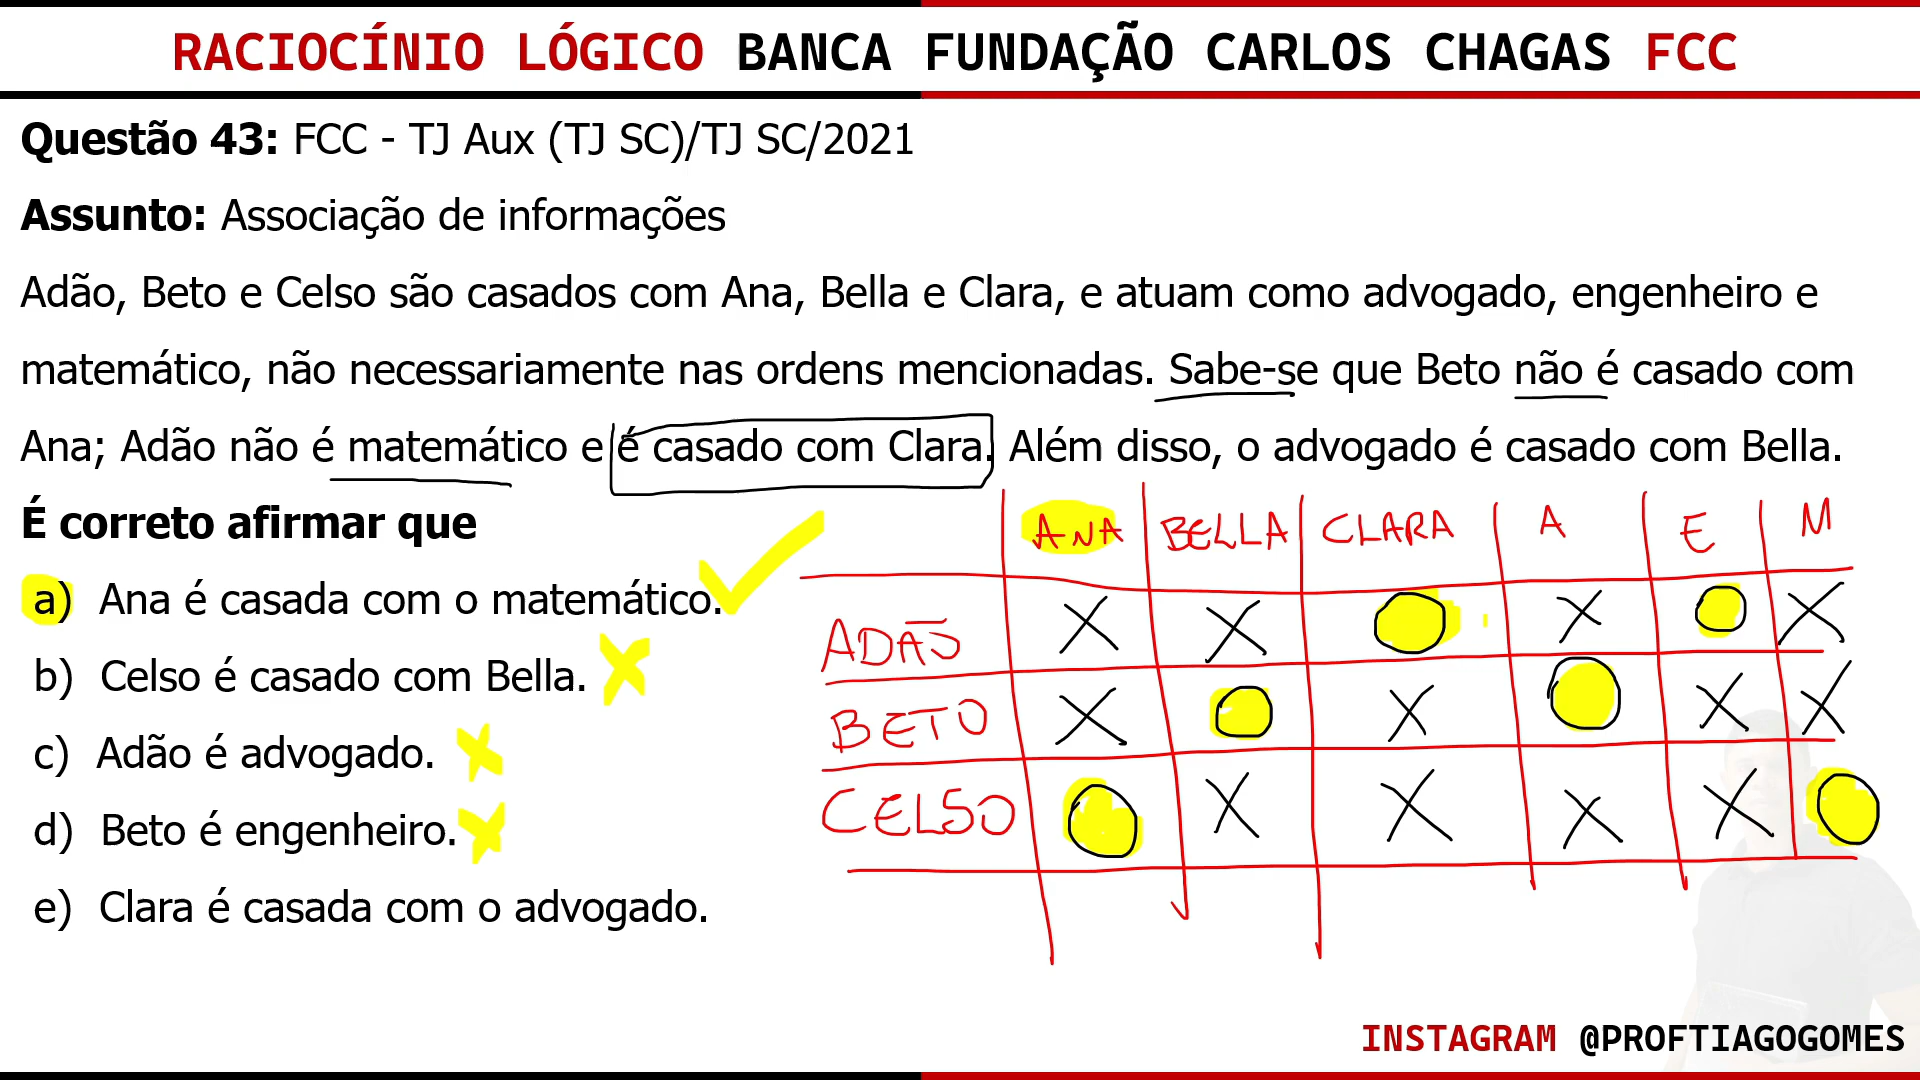 RACIOCÍNIO LÓGICO BANCA FUNDAÇÃO CARLOS CHAGAS FCC
Questão 43: FCC - TJ Aux (TJ SC)/TJ SC/2021
Assunto: Associação de informações
Adão, Beto e Celso são casados com Ana, Bella e Clara, e atuam como advogado, engenheiro e
matemático, não necessariamente nas ordens mencionadas. Sabe-se que Beto não é casado com
Ana; Adão não é matemático e é casado com Clara. Além disso, o advogado é casado com Bella.
É correto afirmar que
a) Ana é casada com o matemático.
b) Celso é casado com Bella.
c) Adão é advogado.
d) Beto é engenheiro.
e) Clara é casada com o advogado.
ANA BELLA CLARA A E M
ADÃO
BETO
CELSO
INSTAGRAM @PROFTIAGOGOMES